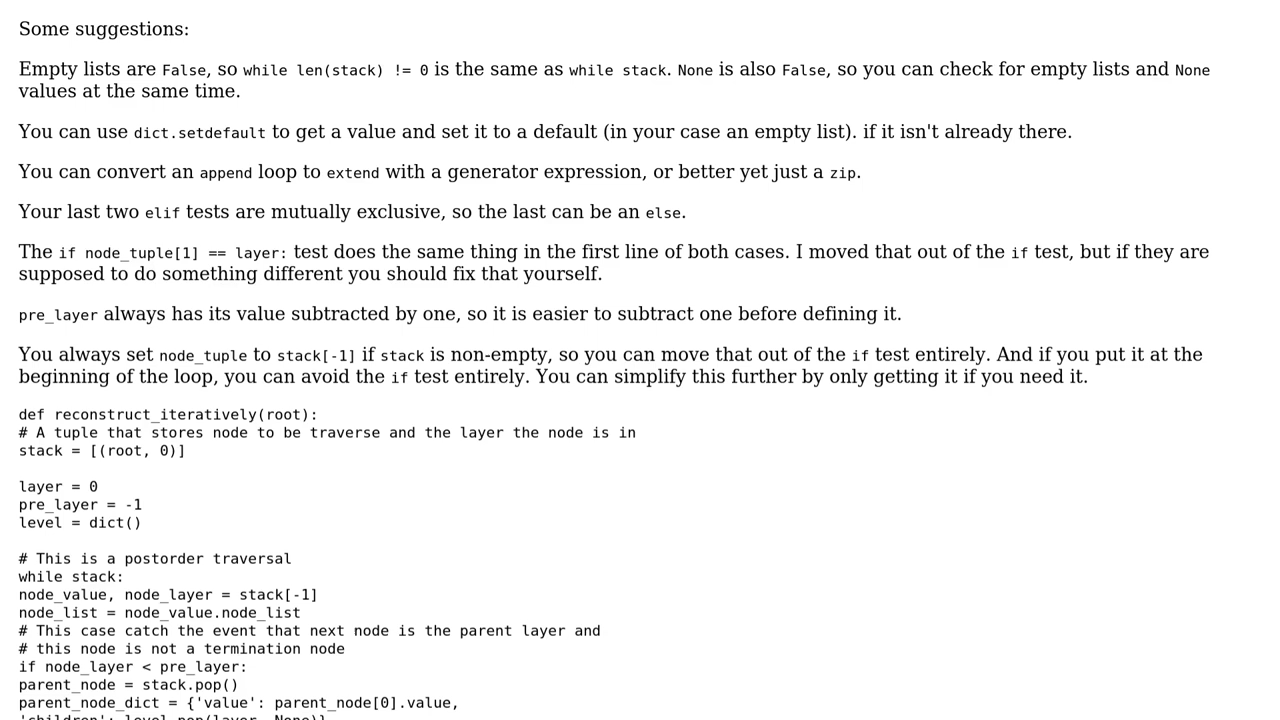 Some suggestions:
Empty lists are False, so while len(stack) != 0 is the same as while stack. None is also False, so you can check for empty lists and None
values at the same time.
You can use dict.setdefault to get a value and set it to a default (in your case an empty list). if it isn't already there.
You can convert an append loop to extend with a generator expression, or better yet just a zip.
Your last two elif tests are mutually exclusive, so the last can be an else.
The if node_tuple[1] == layer: test does the same thing in the first line of both cases. I moved that out of the if test, but if they are
supposed to do something different you should fix that yourself.
pre_layer always has its value subtracted by one, so it is easier to subtract one before defining it.
You always set node_tuple to stack[-1] if stack is non-empty, so you can move that out of the if test entirely. And if you put it at the
beginning of the loop, you can avoid the if test entirely. You can simplify this further by only getting it if you need it.
def reconstruct_iteratively(root):
# A tuple that stores node to be traverse and the layer the node is in
stack = [(root, 0)]
layer = 0
pre_layer = -1
level = dict()
# This is a postorder traversal
while stack:
node_value, node_layer = stack[-1]
node_list = node_value.node_list
# This case catch the event that next node is the parent layer and
# this node is not a termination node
if node_layer < pre_layer:
parent_node = stack.pop()
parent_node_dict = {'value': parent_node[0].value,
'children': level.pop(layer, None)}